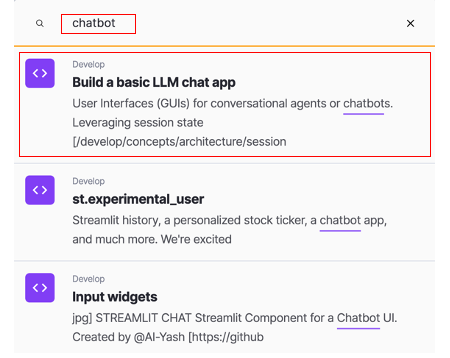 chatbot
Develop
Build a basic LLM chat app
User Interfaces (GUIs) for conversational agents or chatbots.
Leveraging session state
[/develop/concepts/architecture/session
Develop
st.experimental_user
Streamlit history, a personalized stock ticker, a chatbot app,
and much more. We're excited
Develop
Input widgets
jpg] STREAMLIT CHAT Streamlit Component for a Chatbot UI.
Created by @AI-Yash [https://github